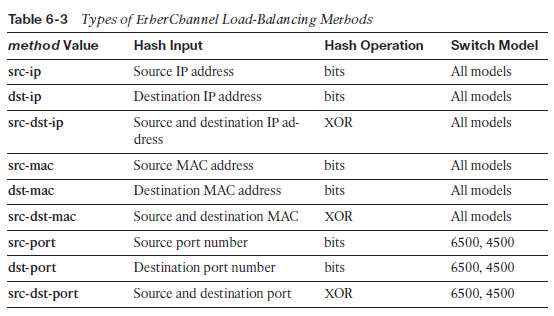 Table 6-3 Types of EtherChannel Load-Balancing Methods
method Value Hash Input Hash Operation Switch Model
src-ip Source IP address bits All models
dst-ip Destination IP address bits All models
src-dst-ip Source and destination IP ad- XOR All models
dress
src-mac Source MAC address bits All models
dst-mac Destination MAC address bits All models
src-dst-mac Source and destination MAC XOR All models
src-port Source port number bits 6500, 4500
dst-port Destination port number bits 6500, 4500
src-dst-port Source and destination port XOR 6500, 4500